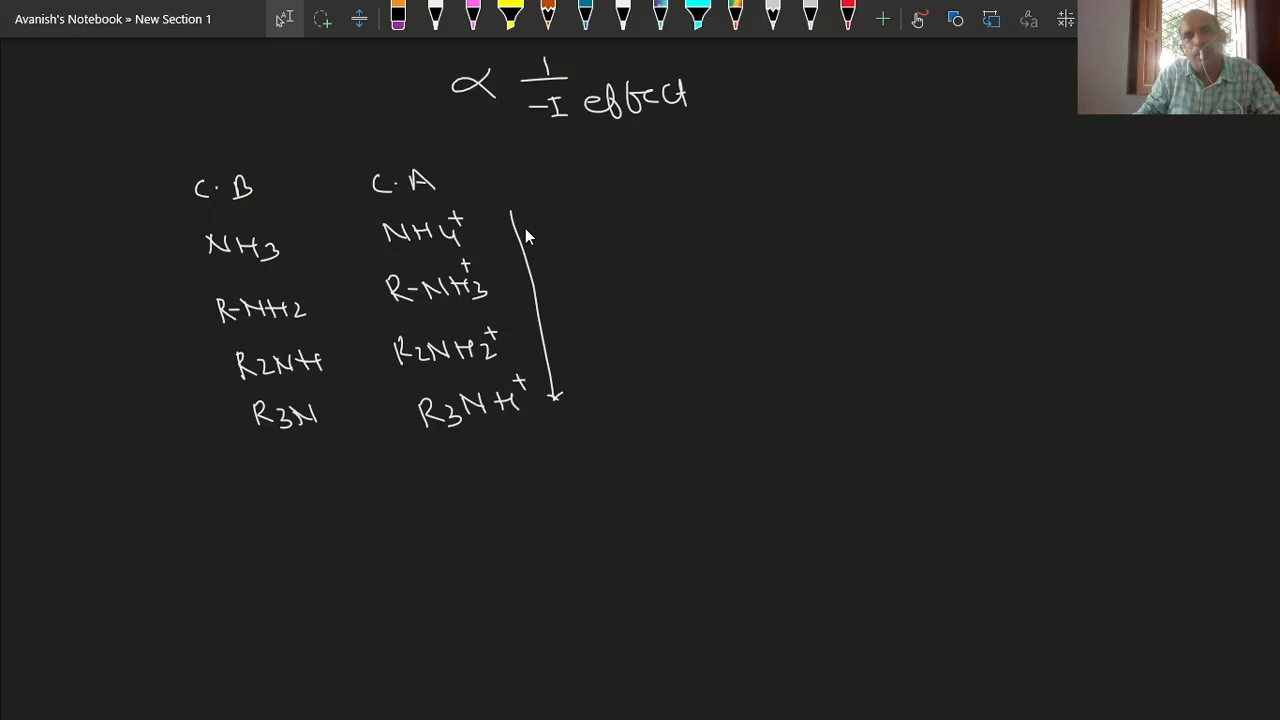 Avanish's Notebook » New Section 1
∝ 1/-I effect
C.B C.A
NH3 NH4+
R-NH2 R-NH3+
R2NH R2NH2+
R3N R3NH+